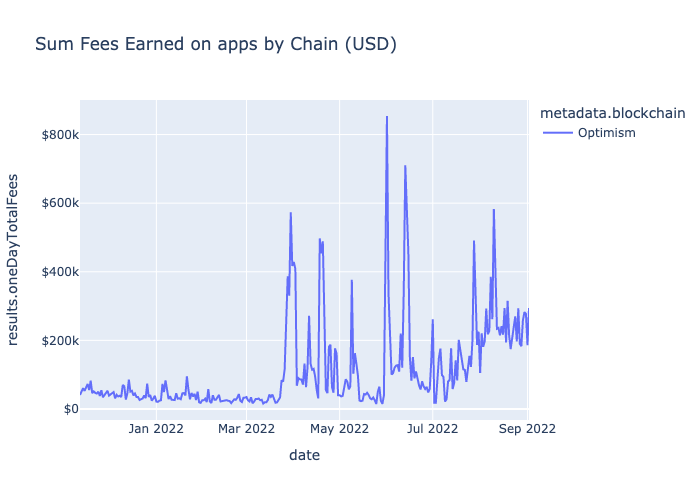 Sum Fees Earned on apps by Chain (USD)
metadata.blockchain
Optimism
results.oneDayTotalFees
$800k
$600k
$400k
$200k
$0
Jan 2022
Mar 2022
May 2022
Jul 2022
Sep 2022
date